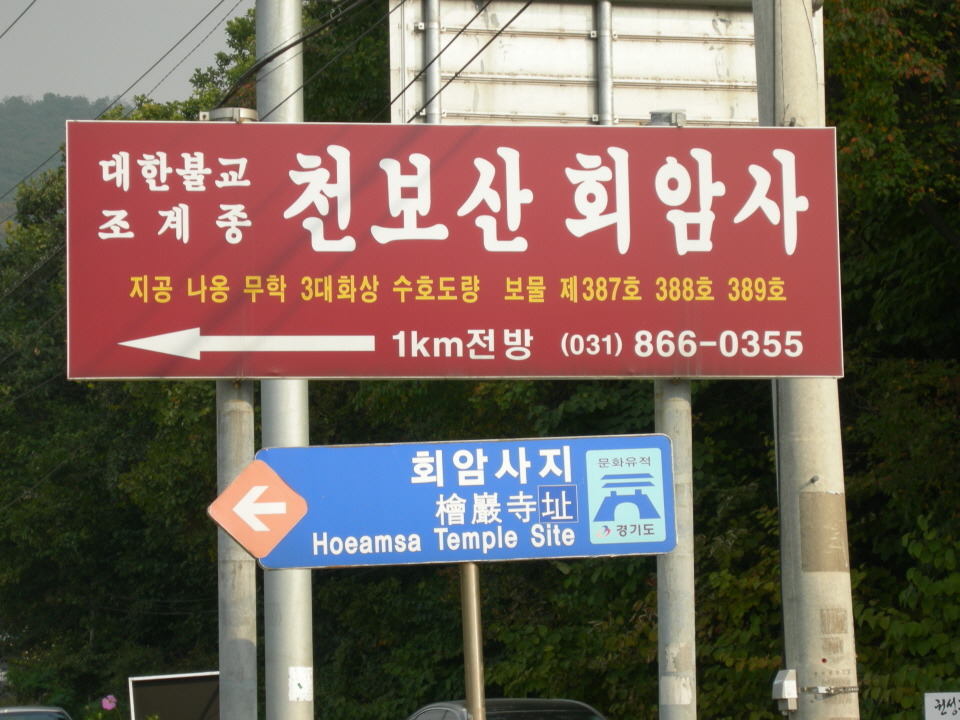 대한불교
조계종
천보산 회암사
지공 나옹 무학 3대화상 수호도량 보물 제387호 388호 389호
1km전방 (031) 866-0355
회암사지
檜巖寺址
Hoeamsa Temple Site
문화유적
경기도